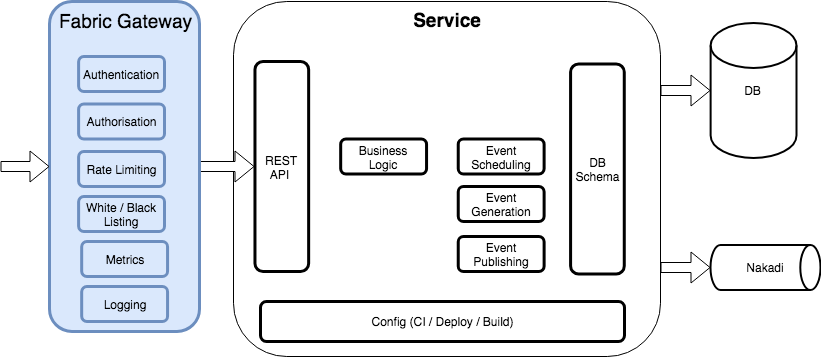 Fabric Gateway
Authentication
Authorisation
Rate Limiting
White / Black
Listing
Metrics
Logging
Service
REST
API
Business
Logic
Event
Scheduling
Event
Generation
Event
Publishing
DB
Schema
Config (CI / Deploy / Build)
DB
Nakadi